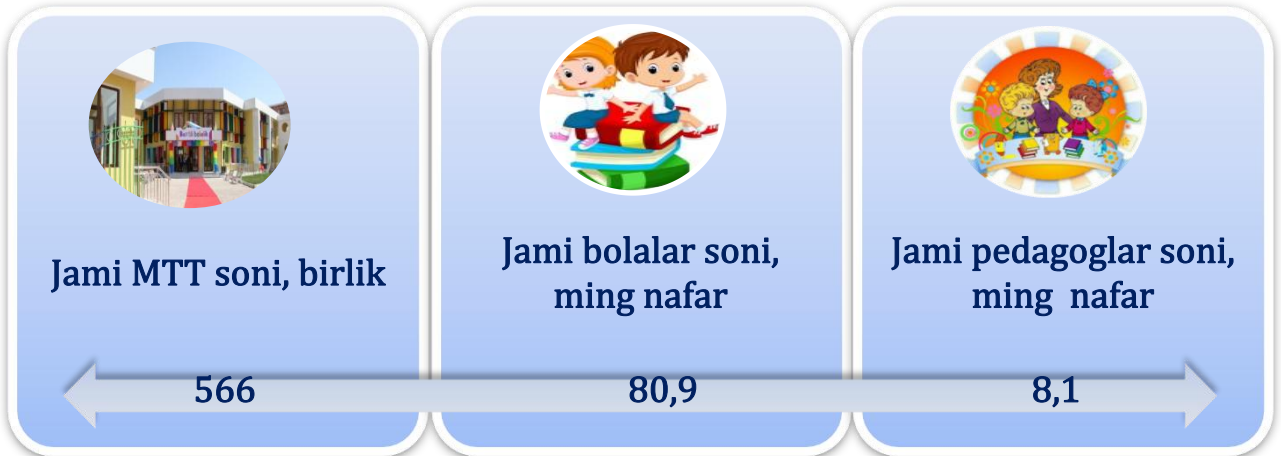 Jami MTT soni, birlik
566
Jami bolalar soni,
ming nafar
80,9
Jami pedagoglar soni,
ming nafar
8,1